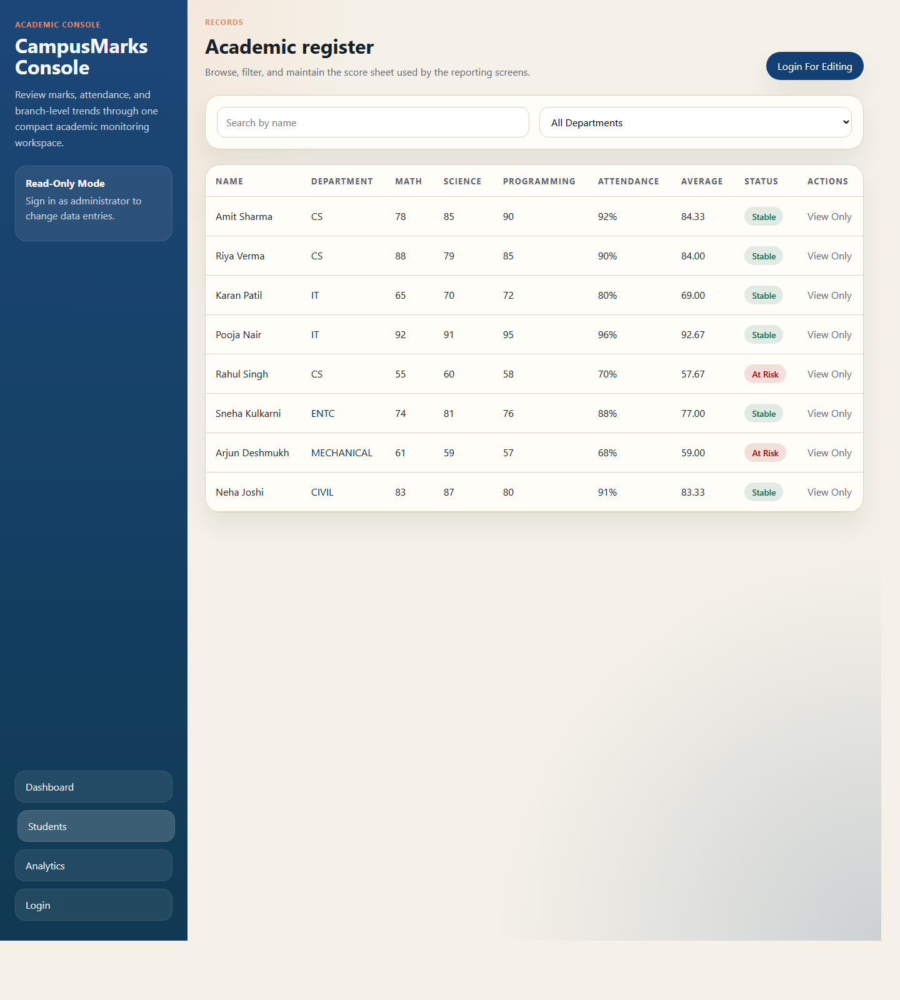 ACADEMIC CONSOLE
CampusMarks
Console
Review marks, attendance, and
branch-level trends through one
compact academic monitoring
workspace.
Read-Only Mode
Sign in as administrator to
change data entries.
Dashboard
Students
Analytics
Login
RECORDS
Academic register
Browse, filter, and maintain the score sheet used by the reporting screens.
Login For Editing
Search by name
All Departments
NAME DEPARTMENT MATH SCIENCE PROGRAMMING ATTENDANCE AVERAGE STATUS ACTIONS
Amit Sharma CS 78 85 90 92% 84.33 Stable View Only
Riya Verma CS 88 79 85 90% 84.00 Stable View Only
Karan Patil IT 65 70 72 80% 69.00 Stable View Only
Pooja Nair IT 92 91 95 96% 92.67 Stable View Only
Rahul Singh CS 55 60 58 70% 57.67 At Risk View Only
Sneha Kulkarni ENTC 74 81 76 88% 77.00 Stable View Only
Arjun Deshmukh MECHANICAL 61 59 57 68% 59.00 At Risk View Only
Neha Joshi CIVIL 83 87 80 91% 83.33 Stable View Only